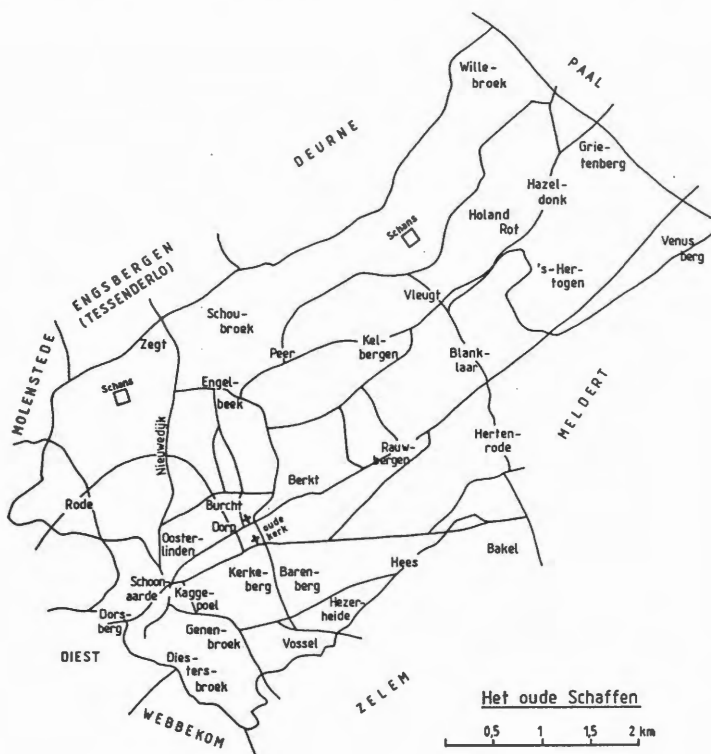 Wille-
broek
PAAL
DEURNE
Grie-
tenberg
Hazel-
donk
Schans
Holand
Rot
Venus
berg
's-Her-
togen
ENGSBERGEN
(TESSENDERLO)
Vleugt
Schou-
broek
Zegt
Peer
Kel-
bergen
Blank-
laar
MOLENSTEDE
Schans
Engel-
beek
MELDERT
Nieuwedijk
Herten-
rode
Rauw-
bergen
Berkt
Rode
Burcht
Dorp
oude
kerk
Ooster-
linden
Bakel
Hees
Schoon-
aarde
Kagge-
poel
Kerke-
berg
Baren-
berg
Hezer-
heide
Dors-
berg
Genen-
broek
Vossel
DIEST
Dies-
ters-
broek
ZELEM
WEBBEKOM
Het oude Schaffen
0,5 1 1,5 2 km